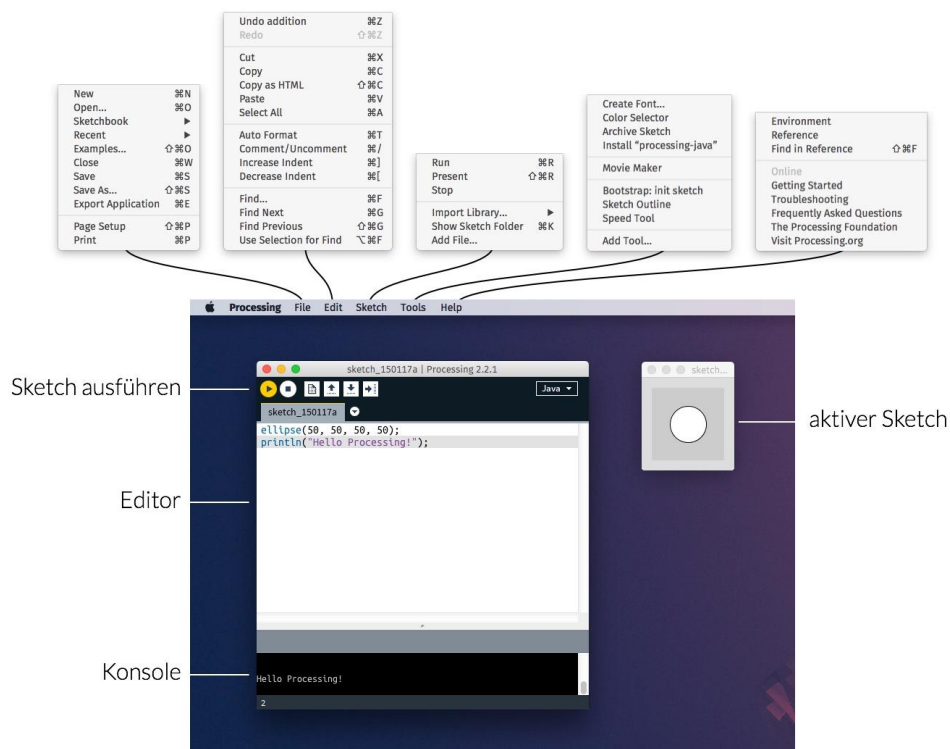 New ⌘N
Open... ⌘O
Sketchbook ▶
Recent ▶
Examples... ⇧⌘O
Close ⌘W
Save ⌘S
Save As... ⇧⌘S
Export Application ⌘E
Page Setup ⇧⌘P
Print ⌘P
Undo addition ⌘Z
Redo ⇧⌘Z
Cut ⌘X
Copy ⌘C
Copy as HTML ⇧⌘C
Paste ⌘V
Select All ⌘A
Auto Format ⌘T
Comment/Uncomment ⌘/
Increase Indent ⌘]
Decrease Indent ⌘[
Find... ⌘F
Find Next ⌘G
Find Previous ⇧⌘G
Use Selection for Find ⌥⌘F
Run ⌘R
Present ⇧⌘R
Stop
Import Library... ▶
Show Sketch Folder ⌘K
Add File...
Create Font...
Color Selector
Archive Sketch
Install "processing-java"
Movie Maker
Bootstrap: init sketch
Sketch Outline
Speed Tool
Add Tool...
Environment
Reference
Find in Reference ⇧⌘F
Online
Getting Started
Troubleshooting
Frequently Asked Questions
The Processing Foundation
Visit Processing.org
Processing File Edit Sketch Tools Help
sketch_150117a | Processing 2.2.1
sketch...
Sketch ausführen
Java
sketch_150117a
ellipse(50, 50, 50, 50);
println("Hello Processing!");
aktiver Sketch
Editor
Konsole
Hello Processing!
2